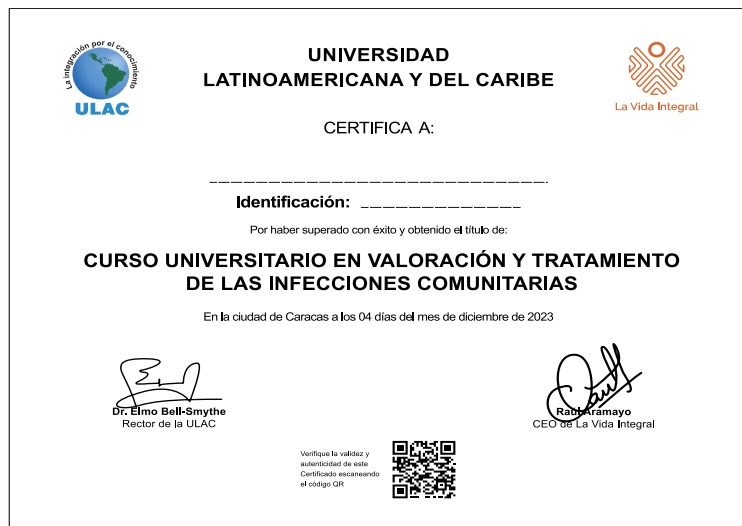 La integración por el conocimiento
ULAC
UNIVERSIDAD
LATINOAMERICANA Y DEL CARIBE
La Vida Integral
CERTIFICA A:
Identificación:
Por haber superado con éxito y obtenido el título de:
CURSO UNIVERSITARIO EN VALORACIÓN Y TRATAMIENTO
DE LAS INFECCIONES COMUNITARIAS
En la ciudad de Caracas a los 04 días del mes de diciembre de 2023
Dr. Elmo Bell-Smythe
Rector de la ULAC
Raúl Aramayo
CEO de La Vida Integral
Verifique la validez y
autenticidad de este
Certificado escaneando
el código QR